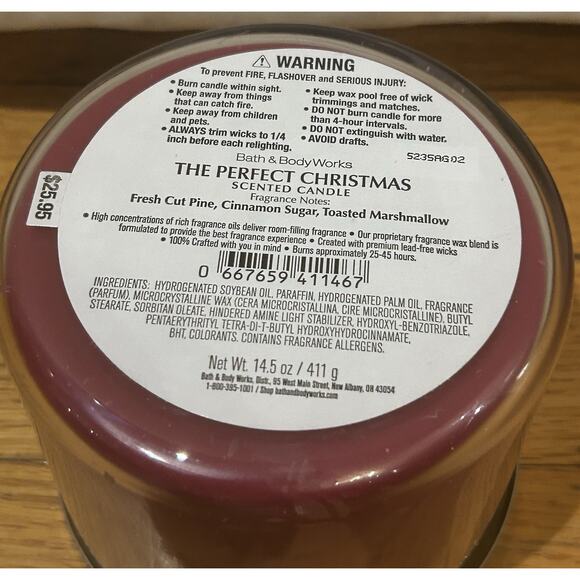 ⚠ WARNING
To prevent FIRE, FLASHOVER and SERIOUS INJURY:
• Burn candle within sight.
• Keep away from things
that can catch fire.
• Keep away from children
and pets.
• ALWAYS trim wicks to 1/4
inch before each relighting.
• Keep wax pool free of wick
trimmings and matches.
• DO NOT burn candle for more
than 4-hour intervals.
• DO NOT extinguish with water.
• AVOID drafts.
5235AG02
Bath & Body Works
THE PERFECT CHRISTMAS
SCENTED CANDLE
Fragrance Notes:
Fresh Cut Pine, Cinnamon Sugar, Toasted Marshmallow
• High concentrations of rich fragrance oils deliver room-filling fragrance • Our proprietary fragrance wax blend is
formulated to provide the best fragrance experience • Created with premium lead-free wicks
• 100% Crafted with you in mind • Burns approximately 25-45 hours.
0 667659 411467
INGREDIENTS: HYDROGENATED SOYBEAN OIL, PARAFFIN, HYDROGENATED PALM OIL, FRAGRANCE
(PARFUM), MICROCRYSTALLINE WAX (CERA MICROCRISTALLINA, CIRE MICROCRISTALLINE), BUTYL
STEARATE, SORBITAN OLEATE, HINDERED AMINE LIGHT STABILIZER, HYDROXYL-BENZOTRIAZOLE,
PENTAERYTHRITYL TETRA-DI-T-BUTYL HYDROXYHYDROCINNAMATE,
BHT, COLORANTS. CONTAINS FRAGRANCE ALLERGENS.
Net Wt. 14.5 oz / 411 g
Bath & Body Works, Distr., 95 West Main Street, New Albany, OH 43054
1-800-395-1001 / Shop bathandbodyworks.com
$25.95